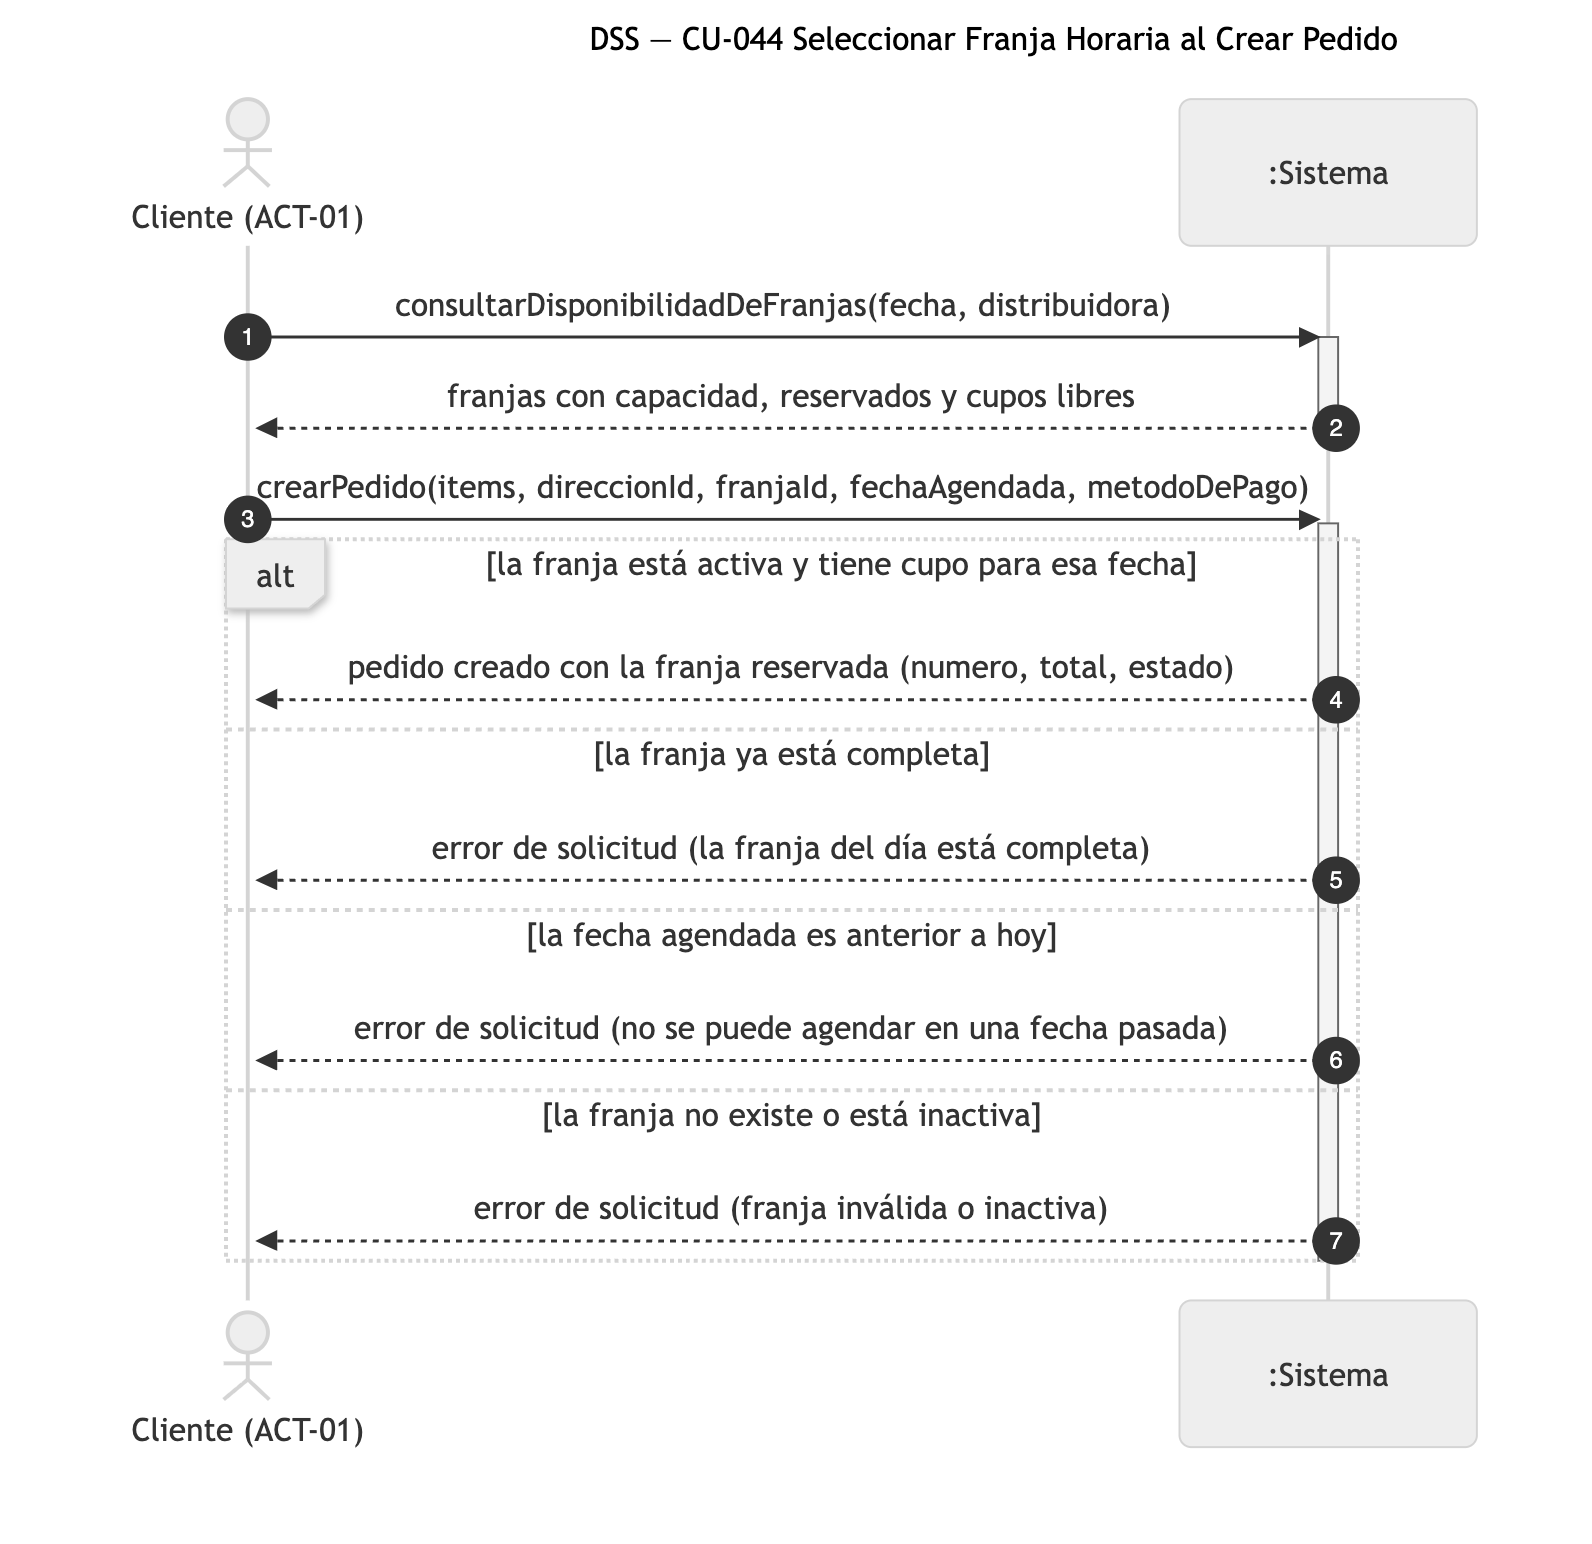 DSS — CU-044 Seleccionar Franja Horaria al Crear Pedido
Cliente (ACT-01)
:Sistema
consultarDisponibilidadDeFranjas(fecha, distribuidora)
1
franjas con capacidad, reservados y cupos libres
2
crearPedido(items, direccionId, franjaId, fechaAgendada, metodoDePago)
3
alt
[la franja está activa y tiene cupo para esa fecha]
pedido creado con la franja reservada (numero, total, estado)
4
[la franja ya está completa]
error de solicitud (la franja del día está completa)
5
[la fecha agendada es anterior a hoy]
error de solicitud (no se puede agendar en una fecha pasada)
6
[la franja no existe o está inactiva]
error de solicitud (franja inválida o inactiva)
7
Cliente (ACT-01)
:Sistema